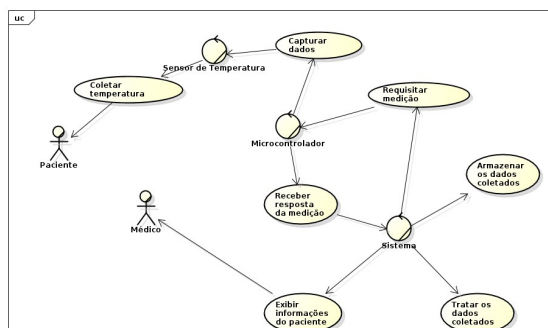 uc
Capturar
dados
Sensor de Temperatura
Coletar
temperatura
Requisitar
medição
Paciente
Microcontrolador
Armazenar
os dados
coletados
Receber
resposta
da medição
Médico
Sistema
Exibir
informações
do paciente
Tratar os
dados
coletados